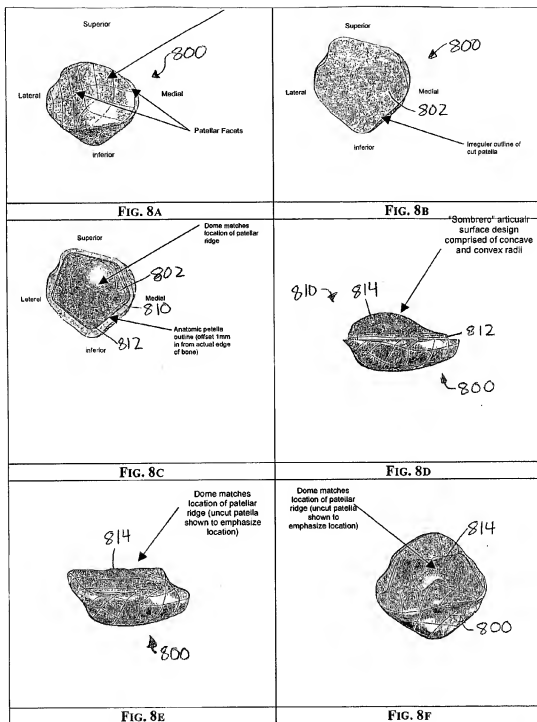 Superior
800
Lateral
Medial
Patellar Facets
Inferior
FIG. 8A
Superior
800
Lateral
Medial
802
Irreguler outline of
cut patella
Inferior
FIG. 8B
Dome matches
location of patellar
ridge
Superior
802
Lateral
Medial
810
Anatomic patella
outline (offset 1mm
in from actual edge
of bone)
812
Inferior
FIG. 8C
"Sombrero" articualr
surface design
comprised of concave
and convex radii
810
814
812
800
FIG. 8D
Dome matches
location of patellar
ridge (uncut patella
shown to emphasize
location)
814
800
FIG. 8E
Dome matches
location of patellar
ridge (uncut patella
shown to
emphasize location)
814
800
FIG. 8F